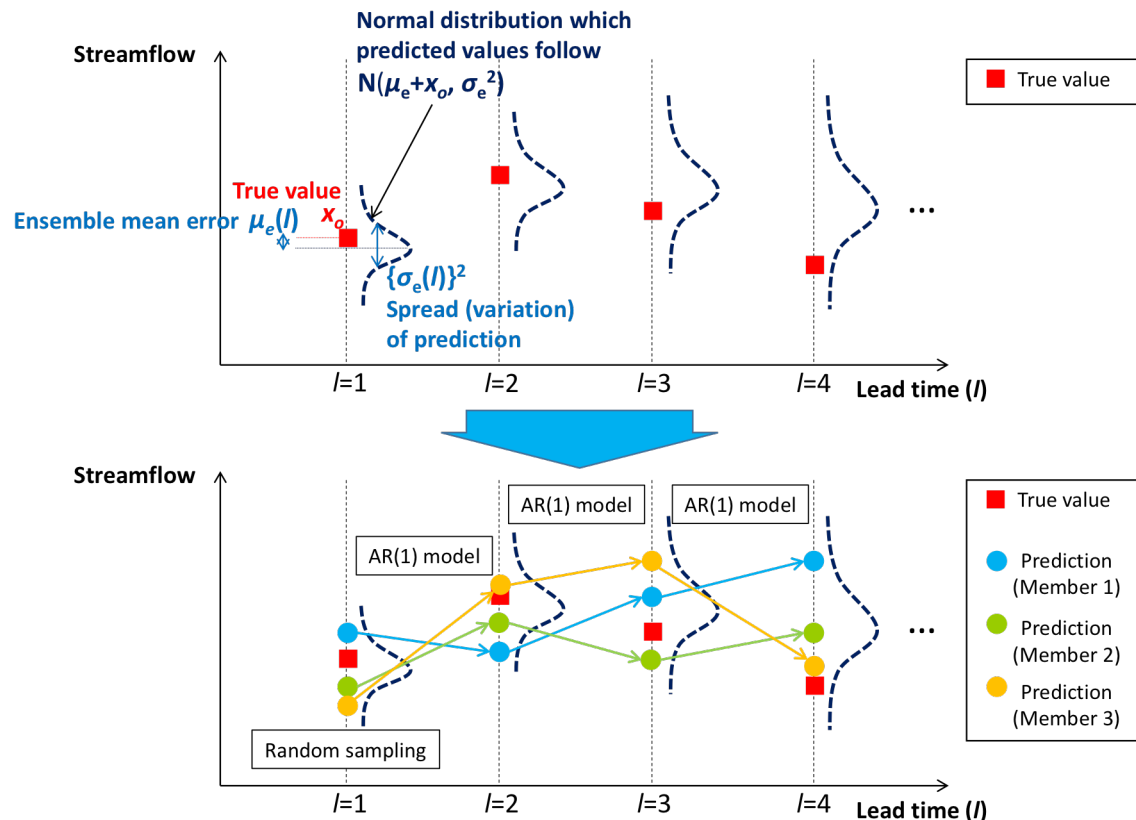 Normal distribution which
predicted values follow
N(μe+xo, σe²)
Streamflow
True value
True value
xo
Ensemble mean error μe(l)
{σe(l)}²
Spread (variation)
of prediction
...
l=1
l=2
l=3
l=4
Lead time (l)
Streamflow
AR(1) model
AR(1) model
AR(1) model
Random sampling
...
True value
Prediction
(Member 1)
Prediction
(Member 2)
Prediction
(Member 3)
l=1
l=2
l=3
l=4
Lead time (l)